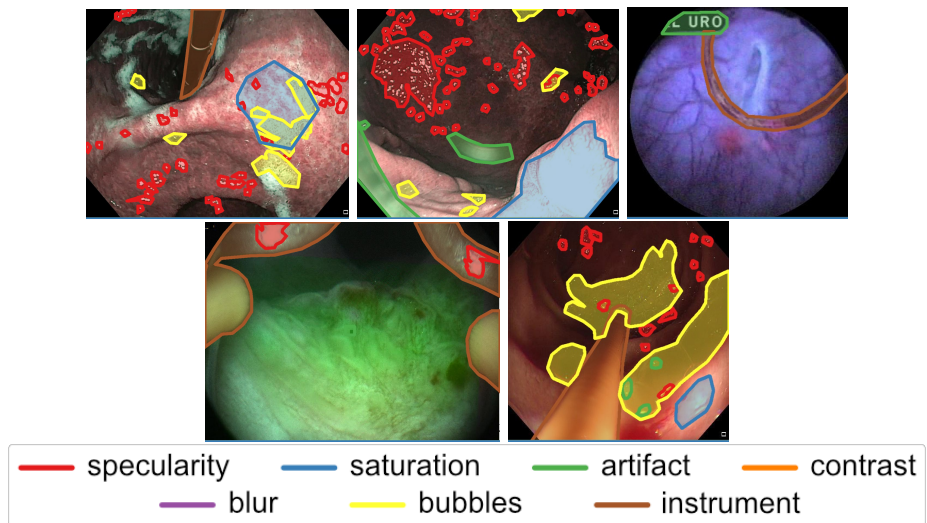 URO
specularity saturation artifact contrast
blur bubbles instrument